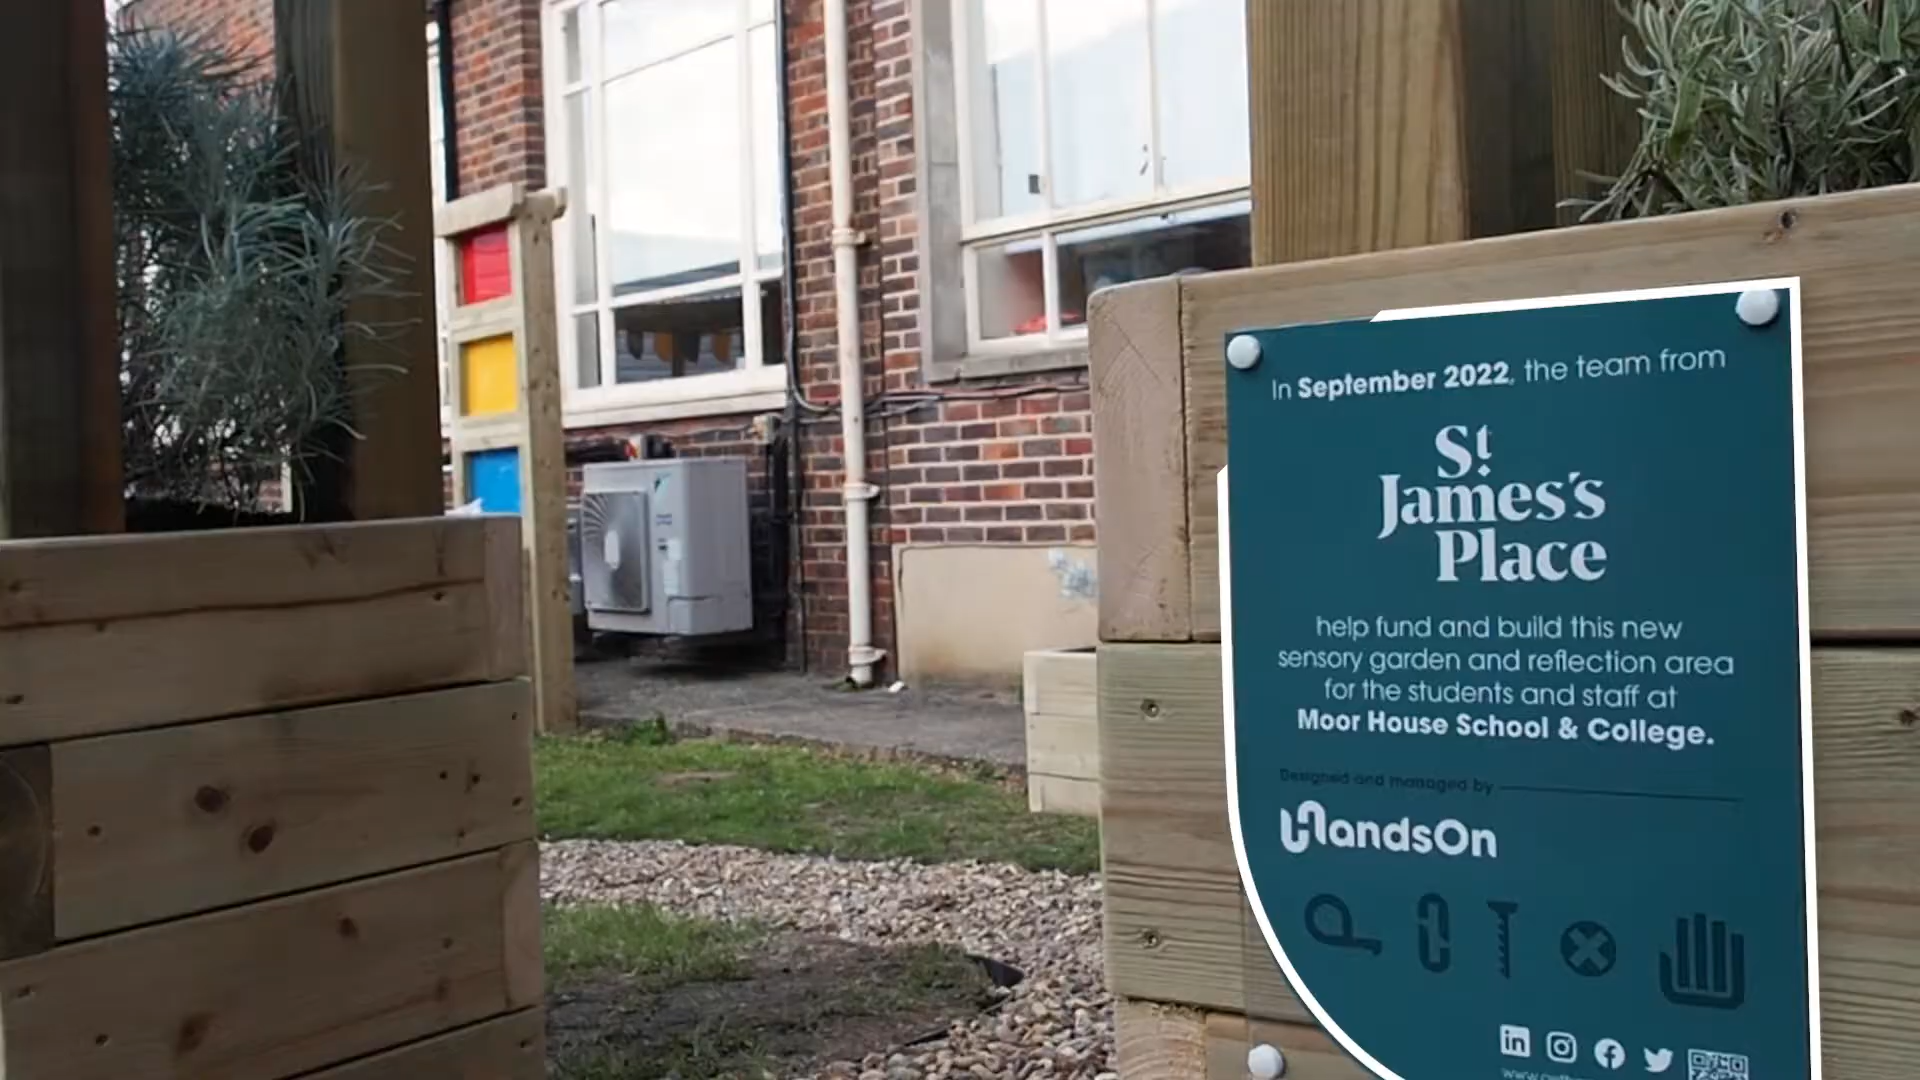 In September 2022, the team from
St
James's
Place
help fund and build this new
sensory garden and reflection area
for the students and staff at
Moor House School & College.
Designed and managed by
HandsOn
in